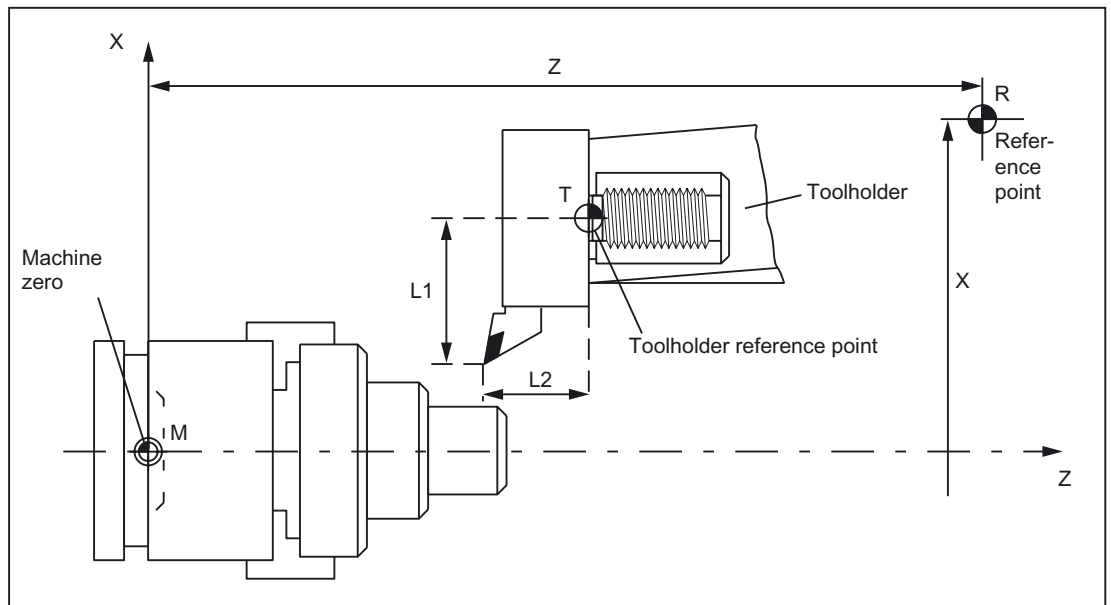 X
Z
R
Refer-
ence
point
T
Toolholder
Machine
zero
L1
X
Toolholder reference point
L2
M
Z